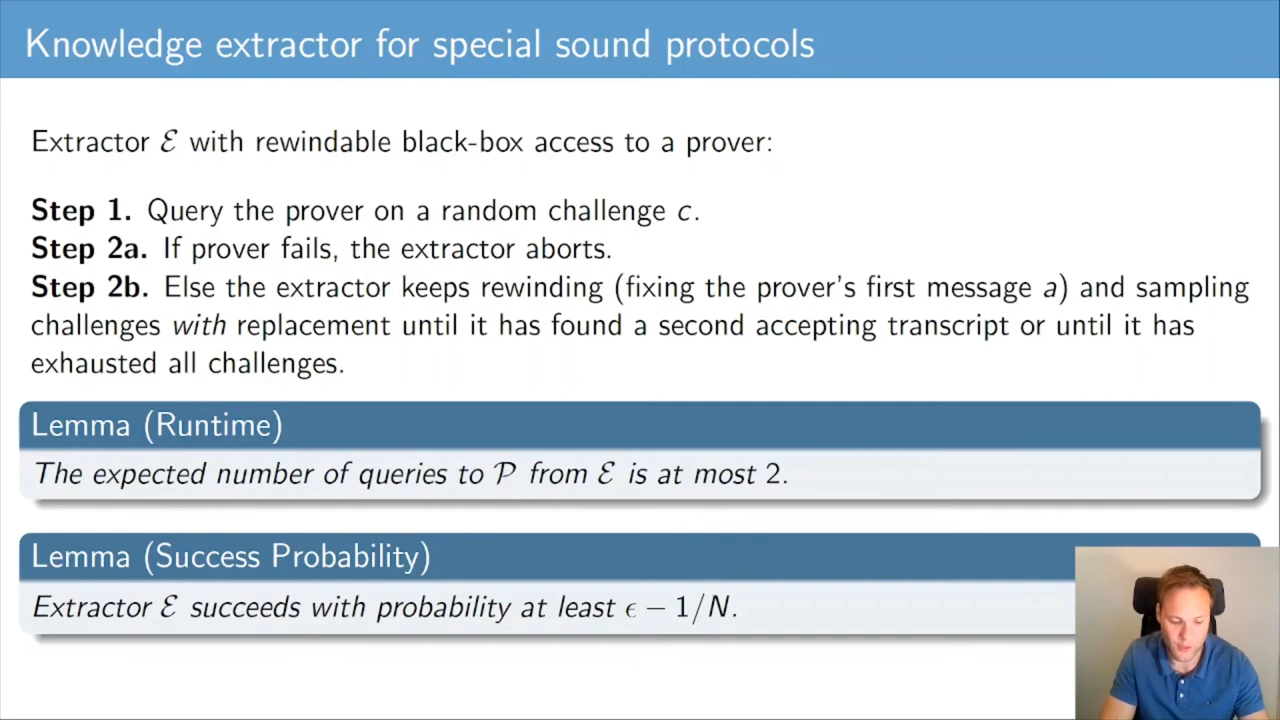 Knowledge extractor for special sound protocols
Extractor ℰ with rewindable black-box access to a prover:
Step 1. Query the prover on a random challenge c.
Step 2a. If prover fails, the extractor aborts.
Step 2b. Else the extractor keeps rewinding (fixing the prover's first message a) and sampling
challenges with replacement until it has found a second accepting transcript or until it has
exhausted all challenges.
Lemma (Runtime)
The expected number of queries to 𝒫 from ℰ is at most 2.
Lemma (Success Probability)
Extractor ℰ succeeds with probability at least ϵ − 1/N.